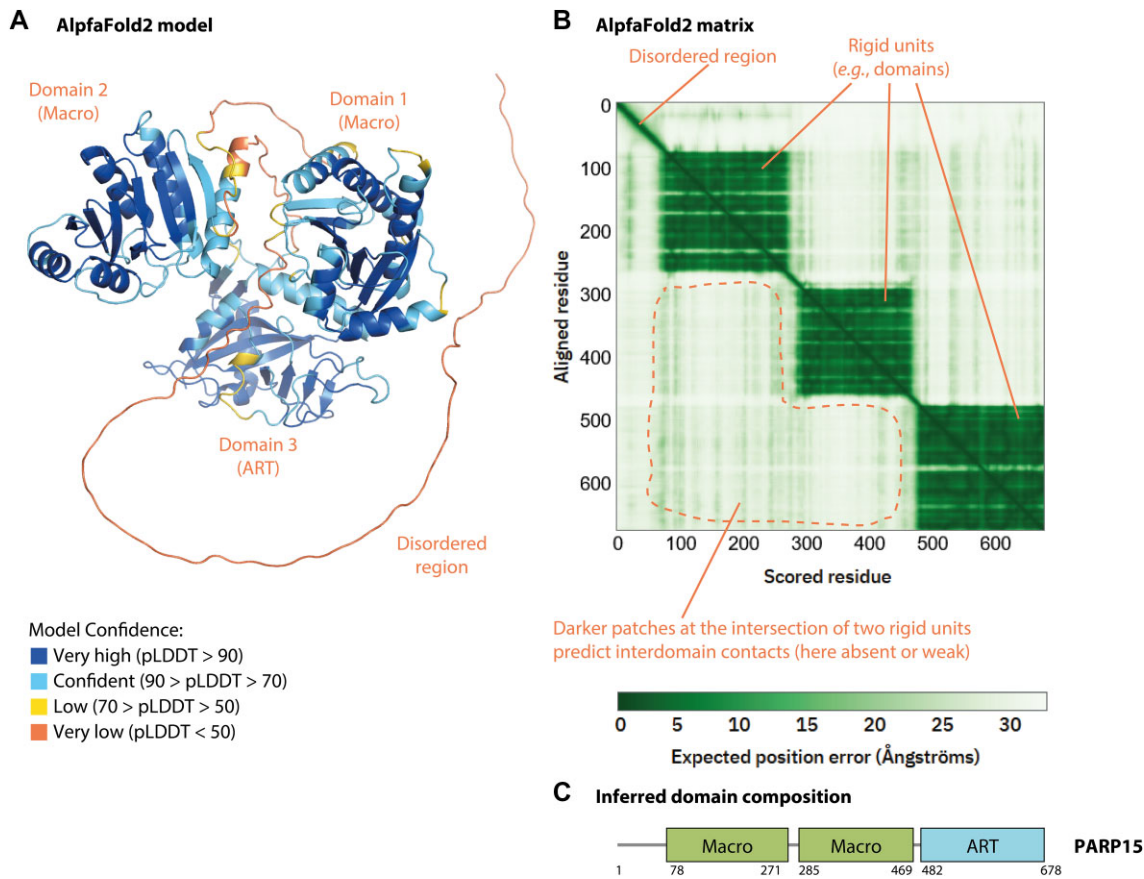 A AlpfaFold2 model
Domain 2
(Macro)
Domain 1
(Macro)
Domain 3
(ART)
Disordered
region
Model Confidence:
Very high (pLDDT > 90)
Confident (90 > pLDDT > 70)
Low (70 > pLDDT > 50)
Very low (pLDDT < 50)
B AlpfaFold2 matrix
Disordered region
Rigid units
(e.g., domains)
0
100
200
300
400
500
600
Aligned residue
0 100 200 300 400 500 600
Scored residue
Darker patches at the intersection of two rigid units
predict interdomain contacts (here absent or weak)
0 5 10 15 20 25 30
Expected position error (Ångströms)
C Inferred domain composition
Macro Macro ART PARP15
1 78 271 285 469 482 678